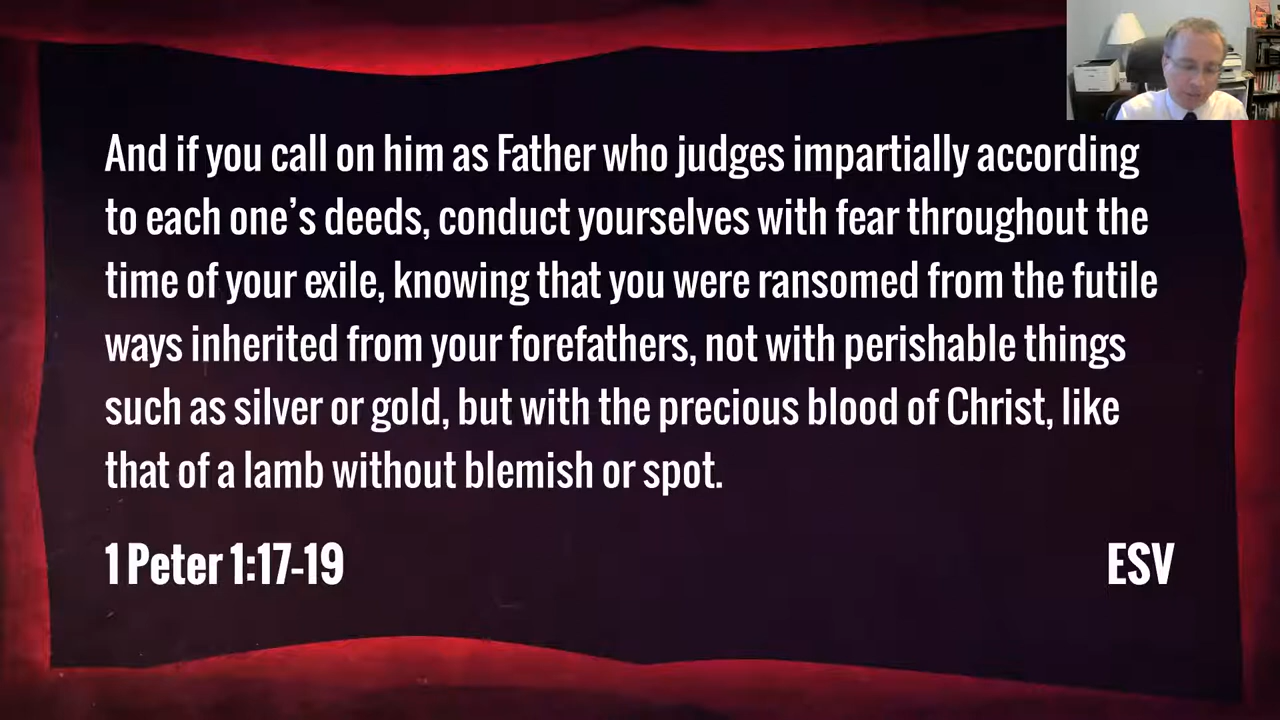 And if you call on him as Father who judges impartially according
to each one’s deeds, conduct yourselves with fear throughout the
time of your exile, knowing that you were ransomed from the futile
ways inherited from your forefathers, not with perishable things
such as silver or gold, but with the precious blood of Christ, like
that of a lamb without blemish or spot.
1 Peter 1:17-19
ESV